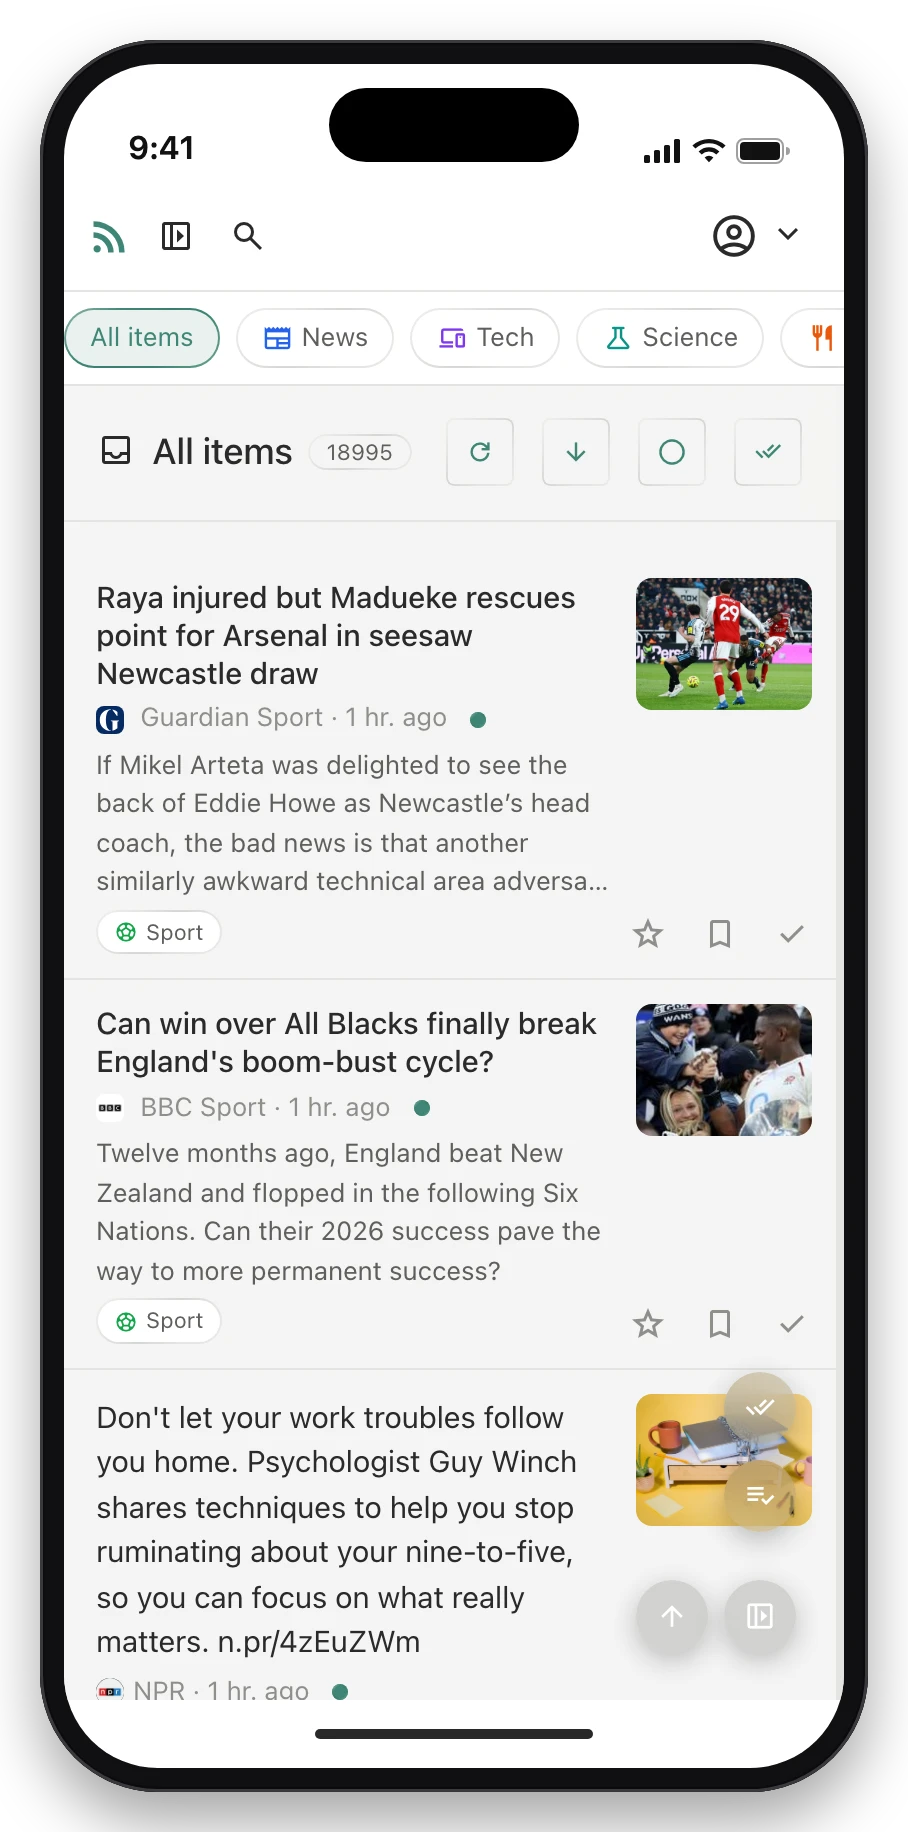 9:41
All items
News
Tech
Science
All items 18995
Raya injured but Madueke rescues
point for Arsenal in seesaw
Newcastle draw
29
G Guardian Sport · 1 hr. ago
If Mikel Arteta was delighted to see the
back of Eddie Howe as Newcastle’s head
coach, the bad news is that another
similarly awkward technical area adversa...
Sport
Can win over All Blacks finally break
England's boom-bust cycle?
WANS
BBC BBC Sport · 1 hr. ago
Twelve months ago, England beat New
Zealand and flopped in the following Six
Nations. Can their 2026 success pave the
way to more permanent success?
Sport
Don't let your work troubles follow
you home. Psychologist Guy Winch
shares techniques to help you stop
ruminating about your nine-to-five,
so you can focus on what really
matters. n.pr/4zEuZWm
npr NPR · 1 hr. ago